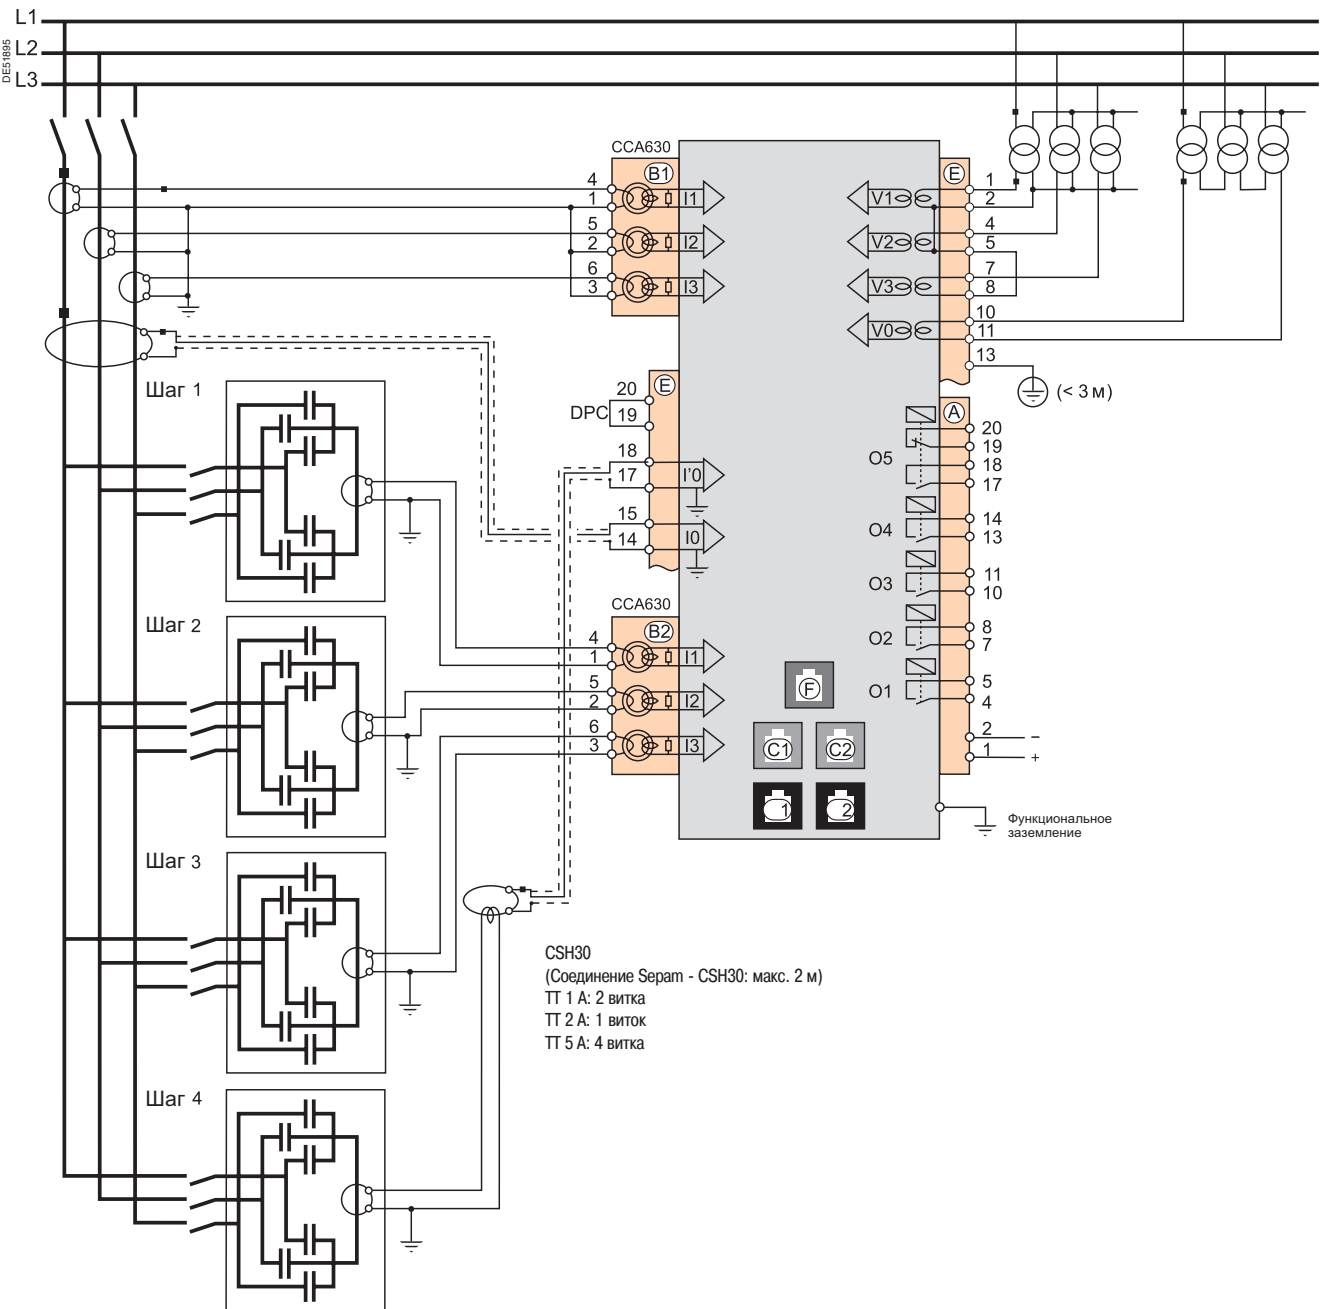 L1
L2
L3
DE51895
CCA630
B1
4
1
5
2
6
3
I1
I2
I3
V1
V2
V3
V0
E
1
2
4
5
7
8
10
11
13
(< 3 м)
Шаг 1
DPC
20
19
18
17
15
14
E
I'0
I0
A
O5
20
19
18
17
O4
14
13
O3
11
10
O2
8
7
O1
5
4
2 –
1 +
Шаг 2
CCA630
B2
4
1
5
2
6
3
I1
I2
I3
F
C1
C2
1
2
Функциональное
заземление
Шаг 3
CSH30
(Соединение Sepam - CSH30: макс. 2 м)
ТТ 1 А: 2 витка
ТТ 2 А: 1 виток
ТТ 5 А: 4 витка
Шаг 4